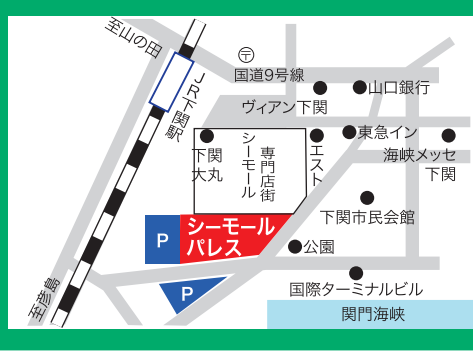 至山の田
〒
国道9号線
JR下関駅
山口銀行
ヴィアン下関
東急イン
下関
大丸
シーモール
専門店街
エスト
海峡メッセ
下関
下関市民会館
P
シーモール
パレス
公園
至彦島
P
国際ターミナルビル
関門海峡